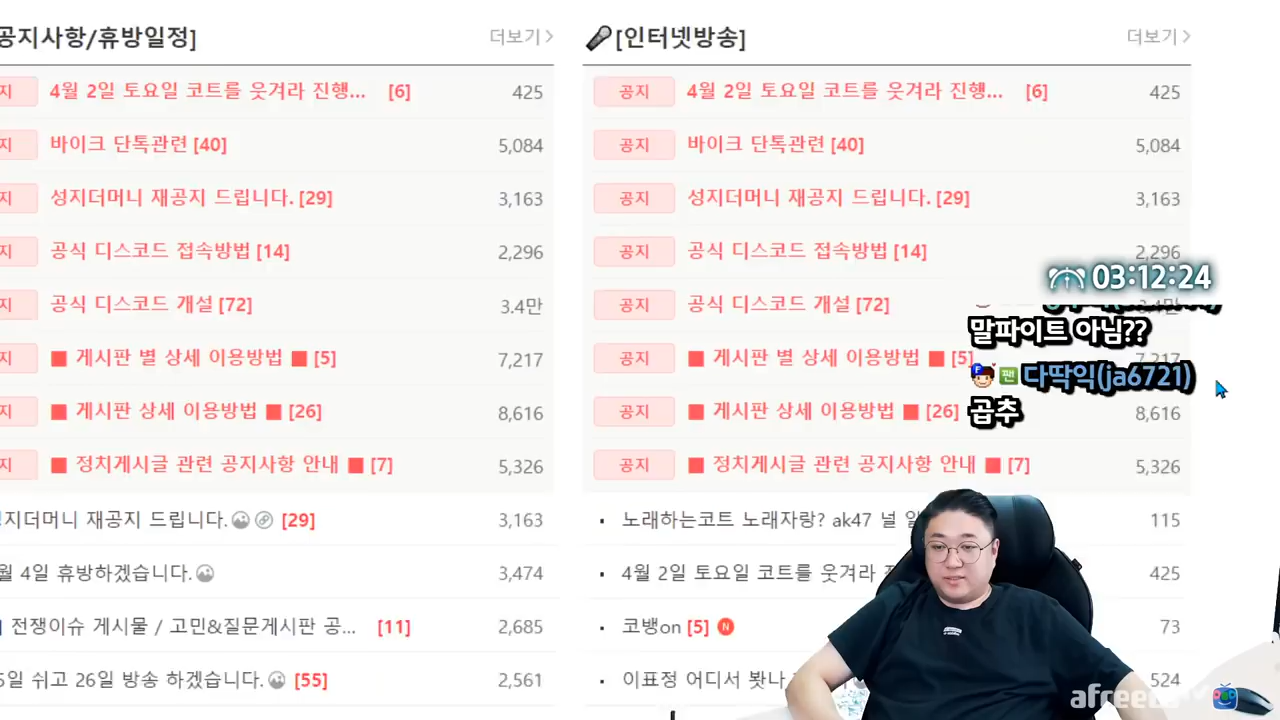 공지사항/휴방일정]
더보기
4월 2일 토요일 코트를 웃겨라 진행... [6] 425
바이크 단톡관련 [40] 5,084
성지더머니 재공지 드립니다. [29] 3,163
공식 디스코드 접속방법 [14] 2,296
공식 디스코드 개설 [72] 3.4만
■ 게시판 별 상세 이용방법 ■ [5] 7,217
■ 게시판 상세 이용방법 ■ [26] 8,616
■ 정치게시글 관련 공지사항 안내 ■ [7] 5,326
지더머니 재공지 드립니다. [29] 3,163
월 4일 휴방하겠습니다. 3,474
전쟁이슈 게시물 / 고민&질문게시판 공... [11] 2,685
5일 쉬고 26일 방송 하겠습니다. [55] 2,561
[인터넷방송]
더보기
공지 4월 2일 토요일 코트를 웃겨라 진행... [6] 425
공지 바이크 단톡관련 [40] 5,084
공지 성지더머니 재공지 드립니다. [29] 3,163
공지 공식 디스코드 접속방법 [14] 2,296
공지 공식 디스코드 개설 [72]
공지 ■ 게시판 별 상세 이용방법 ■ [5] 7,217
공지 ■ 게시판 상세 이용방법 ■ [26] 8,616
공지 ■ 정치게시글 관련 공지사항 안내 ■ [7] 5,326
· 노래하는코트 노래자랑? ak47 널 115
· 4월 2일 토요일 코트를 웃겨라 425
· 코뱅on [5] N 73
· 이표정 어디서 봣나 524
03:12:24
말파이트 아님??
F 팬 다딱익(ja6721)
곱추